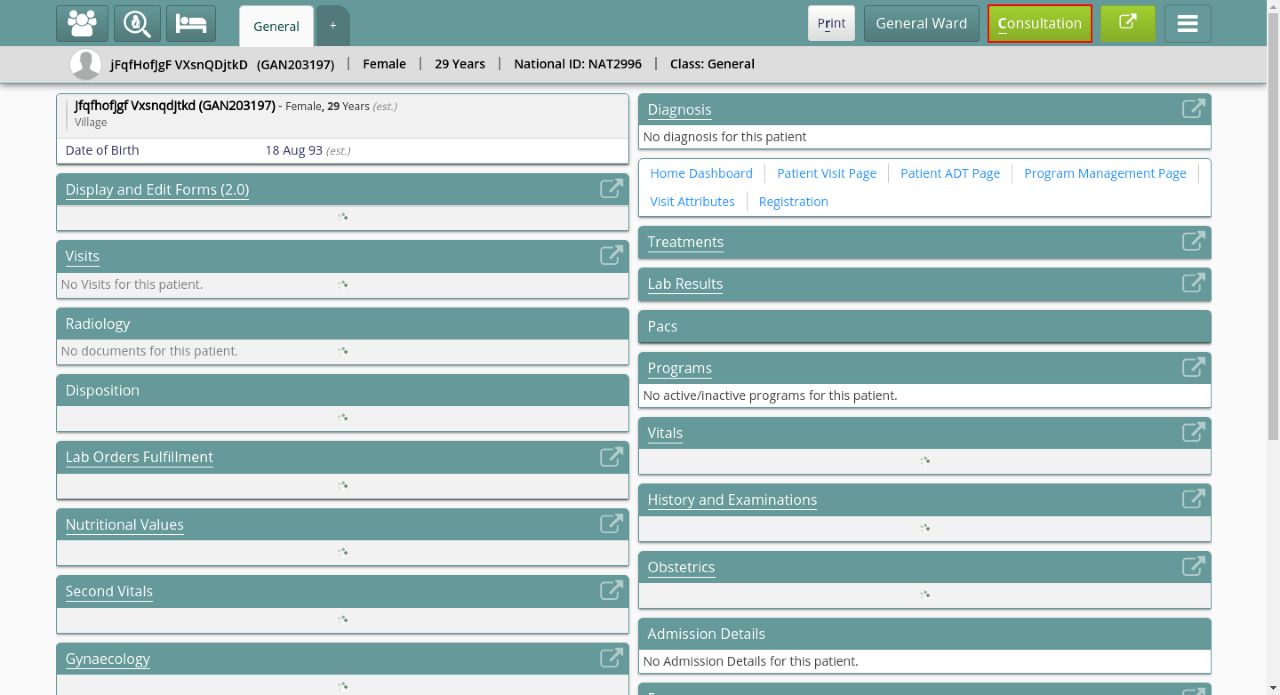 General
+
Print
General Ward
Consultation
jFqfHofJgF VXsnQDjtkD (GAN203197) | Female | 29 Years | National ID: NAT2996 | Class: General
Jfqfhofjgf Vxsnqdjtkd (GAN203197) - Female, 29 Years (est.)
Village
Date of Birth 18 Aug 93 (est.)
Display and Edit Forms (2.0)
Visits
No Visits for this patient.
Radiology
No documents for this patient.
Disposition
Lab Orders Fulfillment
Nutritional Values
Second Vitals
Gynaecology
Diagnosis
No diagnosis for this patient
Home Dashboard
Patient Visit Page
Patient ADT Page
Program Management Page
Visit Attributes
Registration
Treatments
Lab Results
Pacs
Programs
No active/inactive programs for this patient.
Vitals
History and Examinations
Obstetrics
Admission Details
No Admission Details for this patient.